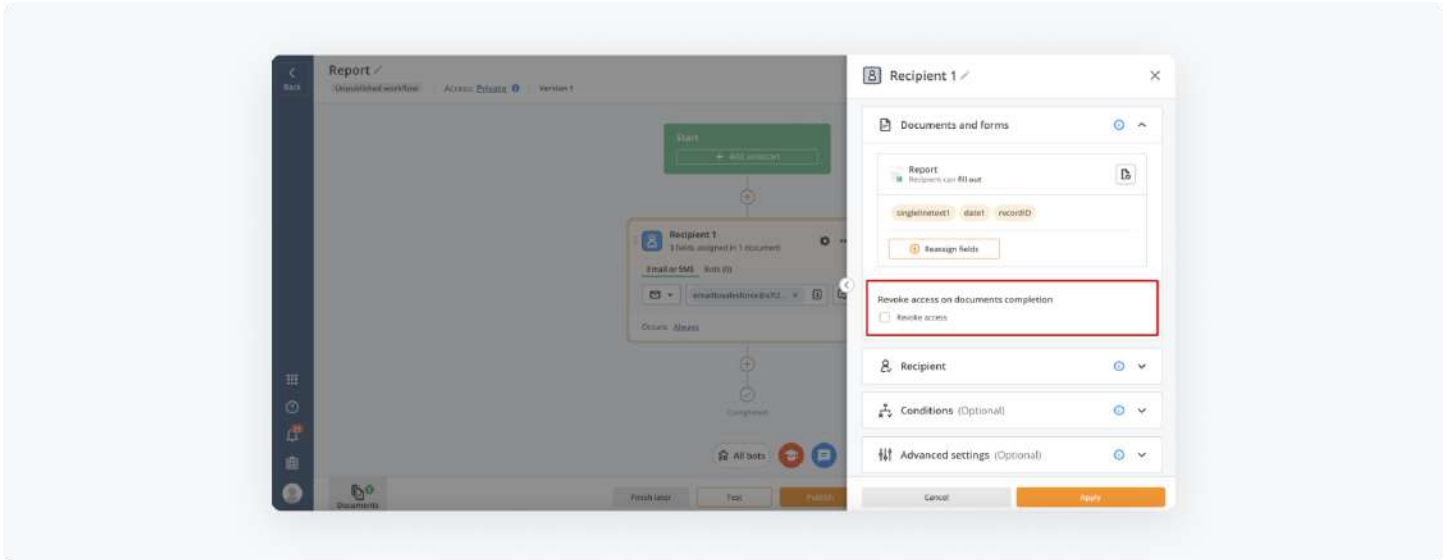 Back
Report
Unpublished workflow Access: Private Version 1
Start
+ Add autostart
Recipient 1
3 fields assigned in 1 document
Email or SMS Bots (0)
Occurs: Always
Completed
All bots
Documents
Finish later Test Publish
Recipient 1
Documents and forms
Report
Recipient can fill out
singlelinetext1 date1 recordID
Reassign fields
Revoke access on documents completion
Revoke access
Recipient
Conditions (Optional)
Advanced settings (Optional)
Cancel Apply